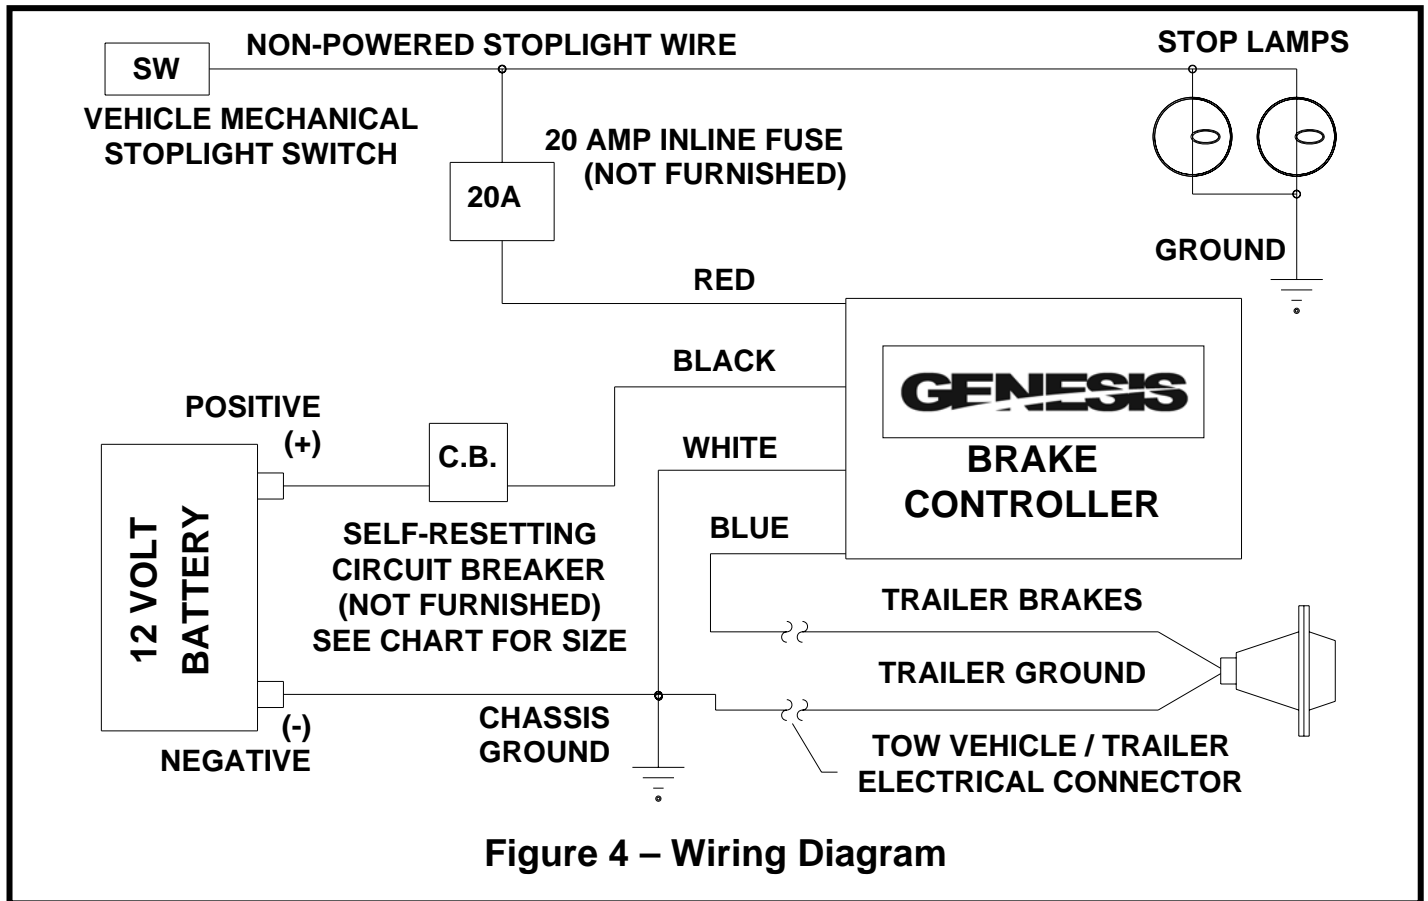 NON-POWERED STOPLIGHT WIRE
STOP LAMPS
SW
VEHICLE MECHANICAL
STOPLIGHT SWITCH
20 AMP INLINE FUSE
(NOT FURNISHED)
20A
GROUND
RED
BLACK
GENESIS
POSITIVE
(+)
C.B.
WHITE
BRAKE
CONTROLLER
12 VOLT
BATTERY
SELF-RESETTING
CIRCUIT BREAKER
(NOT FURNISHED)
SEE CHART FOR SIZE
BLUE
TRAILER BRAKES
TRAILER GROUND
(-)
NEGATIVE
CHASSIS
GROUND
TOW VEHICLE / TRAILER
ELECTRICAL CONNECTOR
Figure 4 – Wiring Diagram